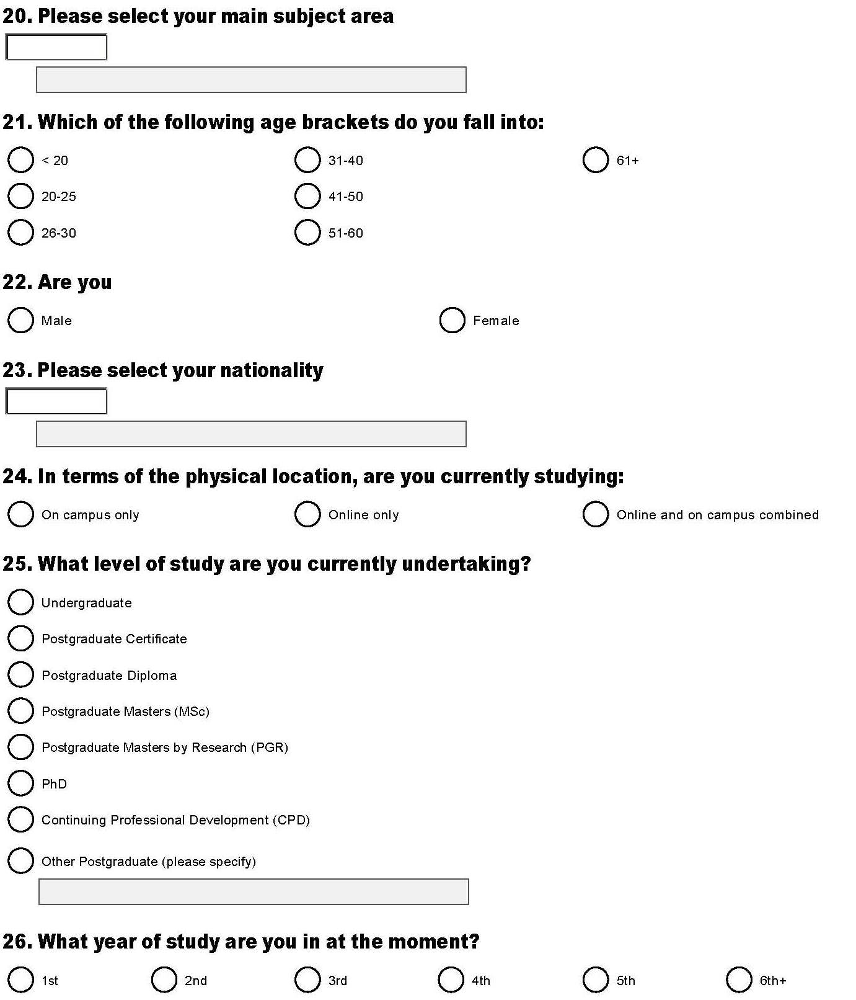 20. Please select your main subject area
21. Which of the following age brackets do you fall into:
< 20
31-40
61+
20-25
41-50
26-30
51-60
22. Are you
Male
Female
23. Please select your nationality
24. In terms of the physical location, are you currently studying:
On campus only
Online only
Online and on campus combined
25. What level of study are you currently undertaking?
Undergraduate
Postgraduate Certificate
Postgraduate Diploma
Postgraduate Masters (MSc)
Postgraduate Masters by Research (PGR)
PhD
Continuing Professional Development (CPD)
Other Postgraduate (please specify)
26. What year of study are you in at the moment?
1st
2nd
3rd
4th
5th
6th+